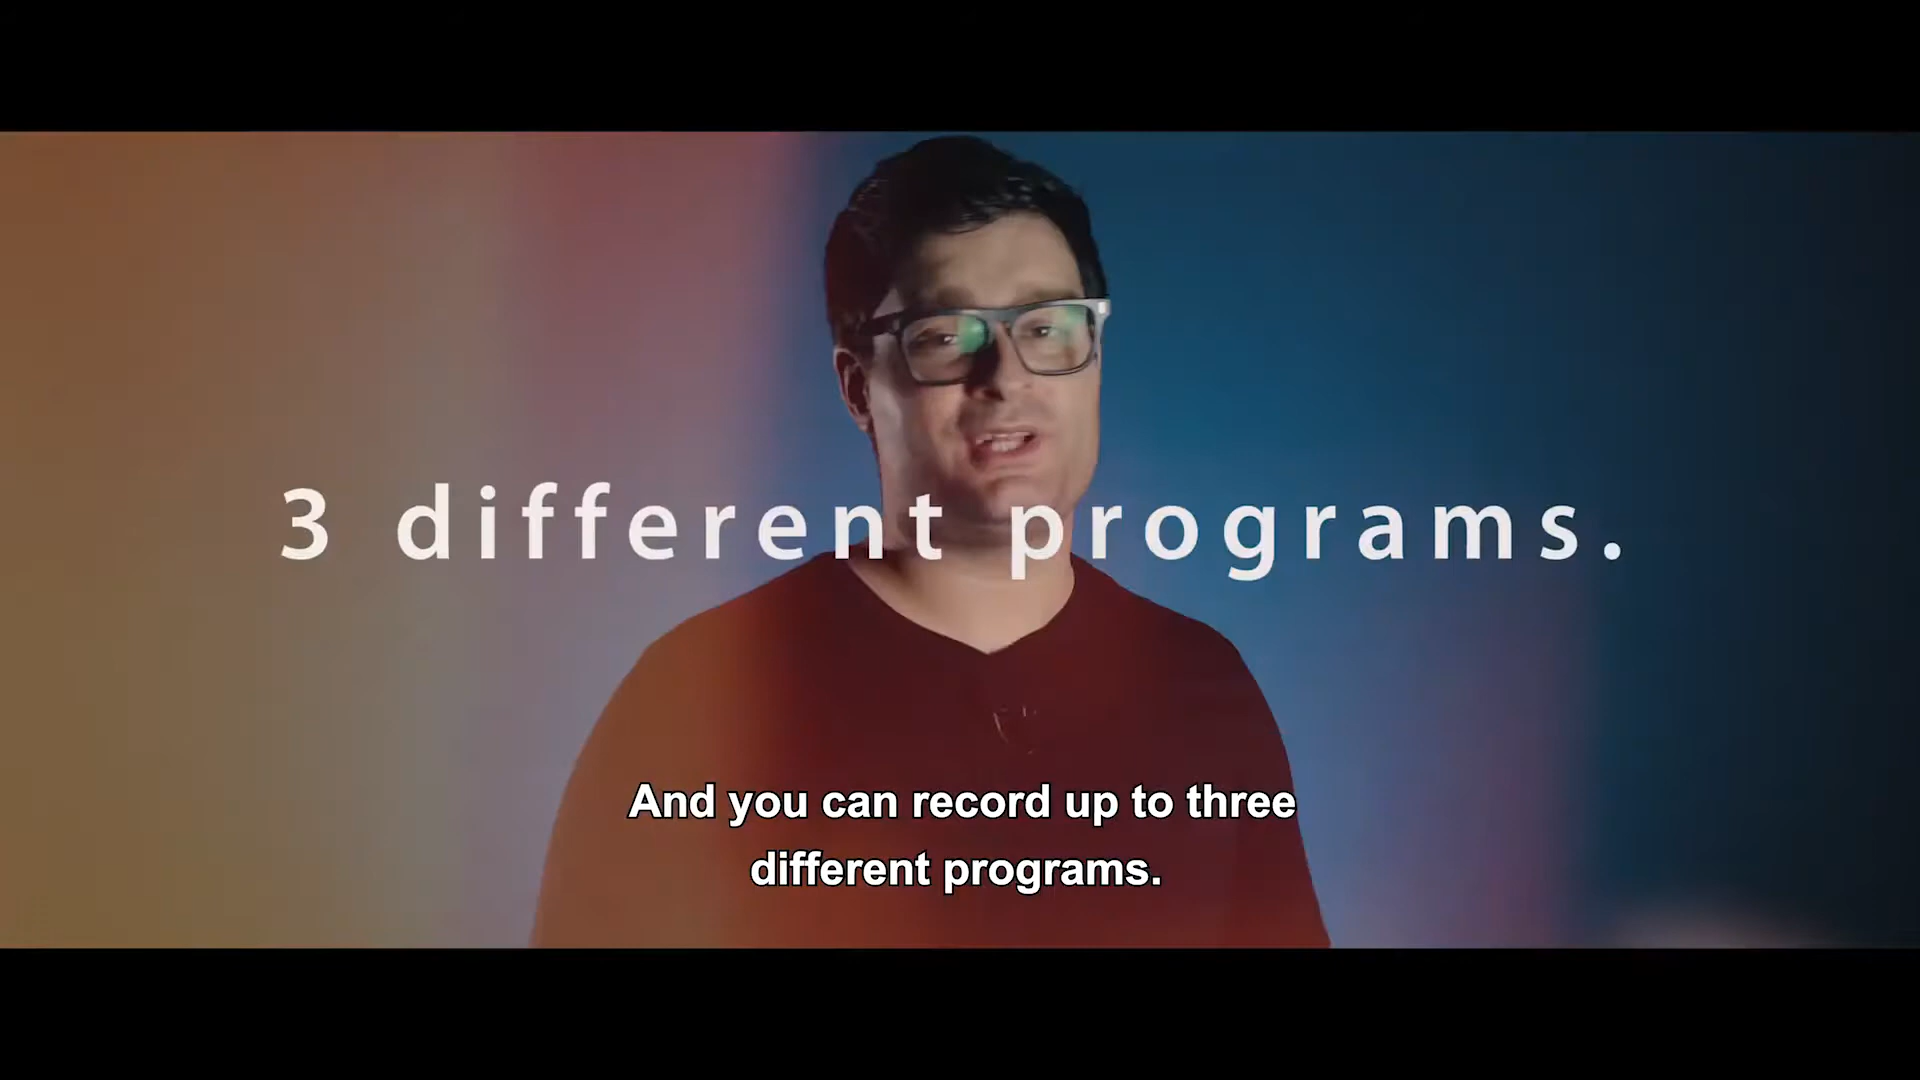 3 different programs.
And you can record up to three
different programs.